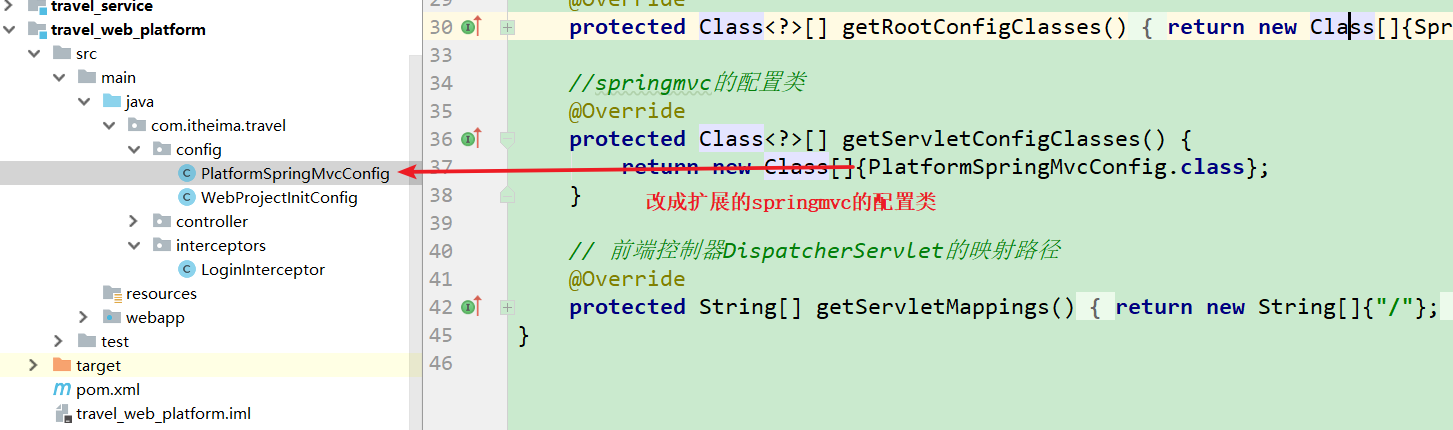 travel_service
travel_web_platform
src
main
java
com.itheima.travel
config
PlatformSpringMvcConfig
WebProjectInitConfig
controller
interceptors
LoginInterceptor
resources
webapp
test
target
pom.xml
travel_web_platform.iml
29 @Override
30 protected Class<?>[] getRootConfigClasses() { return new Class[]{Spr
33
34 //springmvc的配置类
35 @Override
36 protected Class<?>[] getServletConfigClasses() {
37 return new Class[]{PlatformSpringMvcConfig.class};
38 }
改成扩展的springmvc的配置类
39
40 // 前端控制器DispatcherServlet的映射路径
41 @Override
42 protected String[] getServletMappings() { return new String[]{"/"};
45 }
46